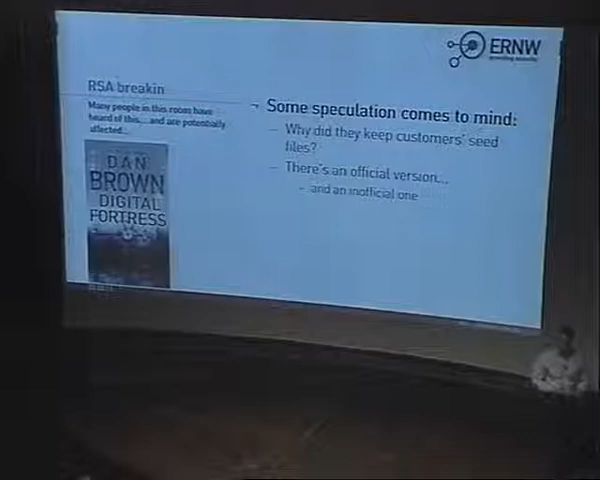 ERNW
providing security.
RSA breakin
Many people in this room have
heard of this... and are potentially
affected...
DAN
BROWN
DIGITAL
FORTRESS
¬ Some speculation comes to mind:
- Why did they keep customers' seed
files?
- There's an official version...
- and an inofficial one